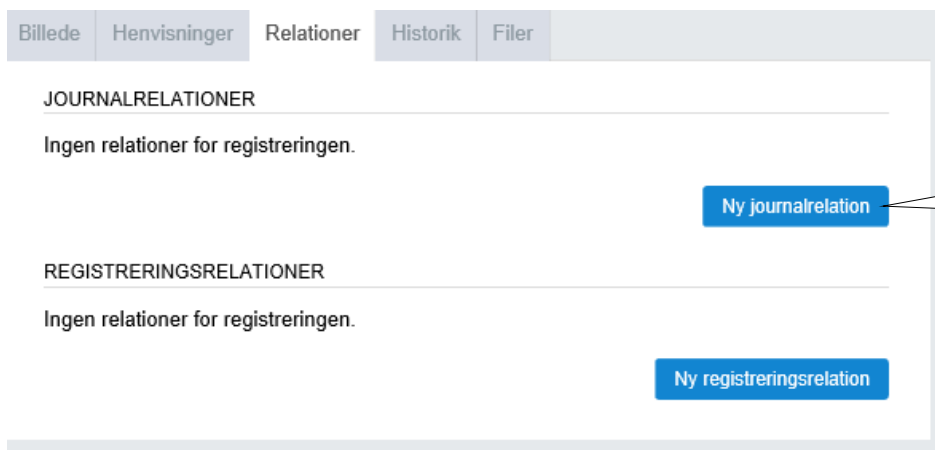 Billede Henvisninger Relationer Historik Filer
JOURNALRELATIONER
Ingen relationer for registreringen.
Ny journalrelation
REGISTRERINGSRELATIONER
Ingen relationer for registreringen.
Ny registreringsrelation